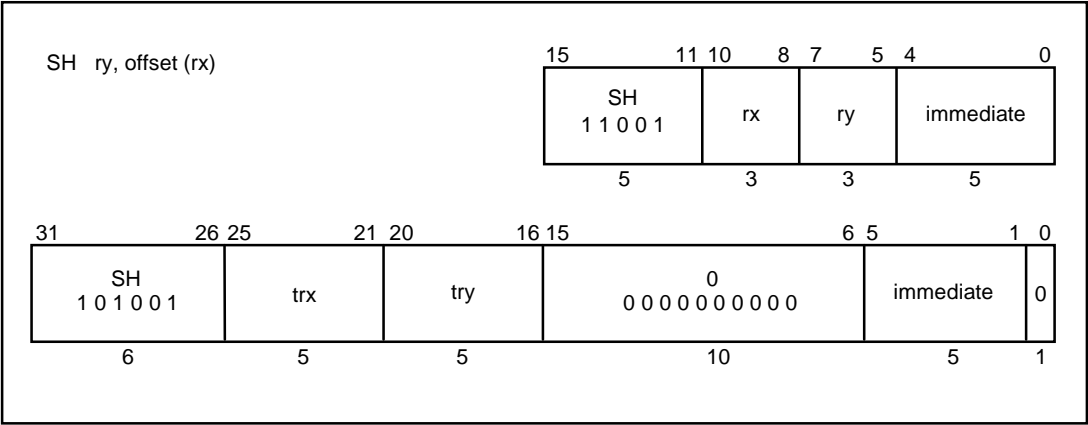 SH ry, offset (rx)
15 11 10 8 7 5 4 0
SH rx ry immediate
1 1 0 0 1
5 3 3 5
31 26 25 21 20 16 15 6 5 1 0
SH trx try 0 immediate 0
1 0 1 0 0 1 0 0 0 0 0 0 0 0 0 0
6 5 5 10 5 1